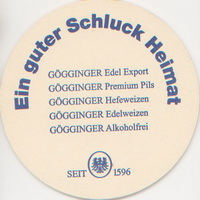 Ein guter Schluck Heimat
GÖGGINGER Edel Export
GÖGGINGER Premium Pils
GÖGGINGER Hefeweizen
GÖGGINGER Edelweizen
GÖGGINGER Alkoholfrei
SEIT 1596